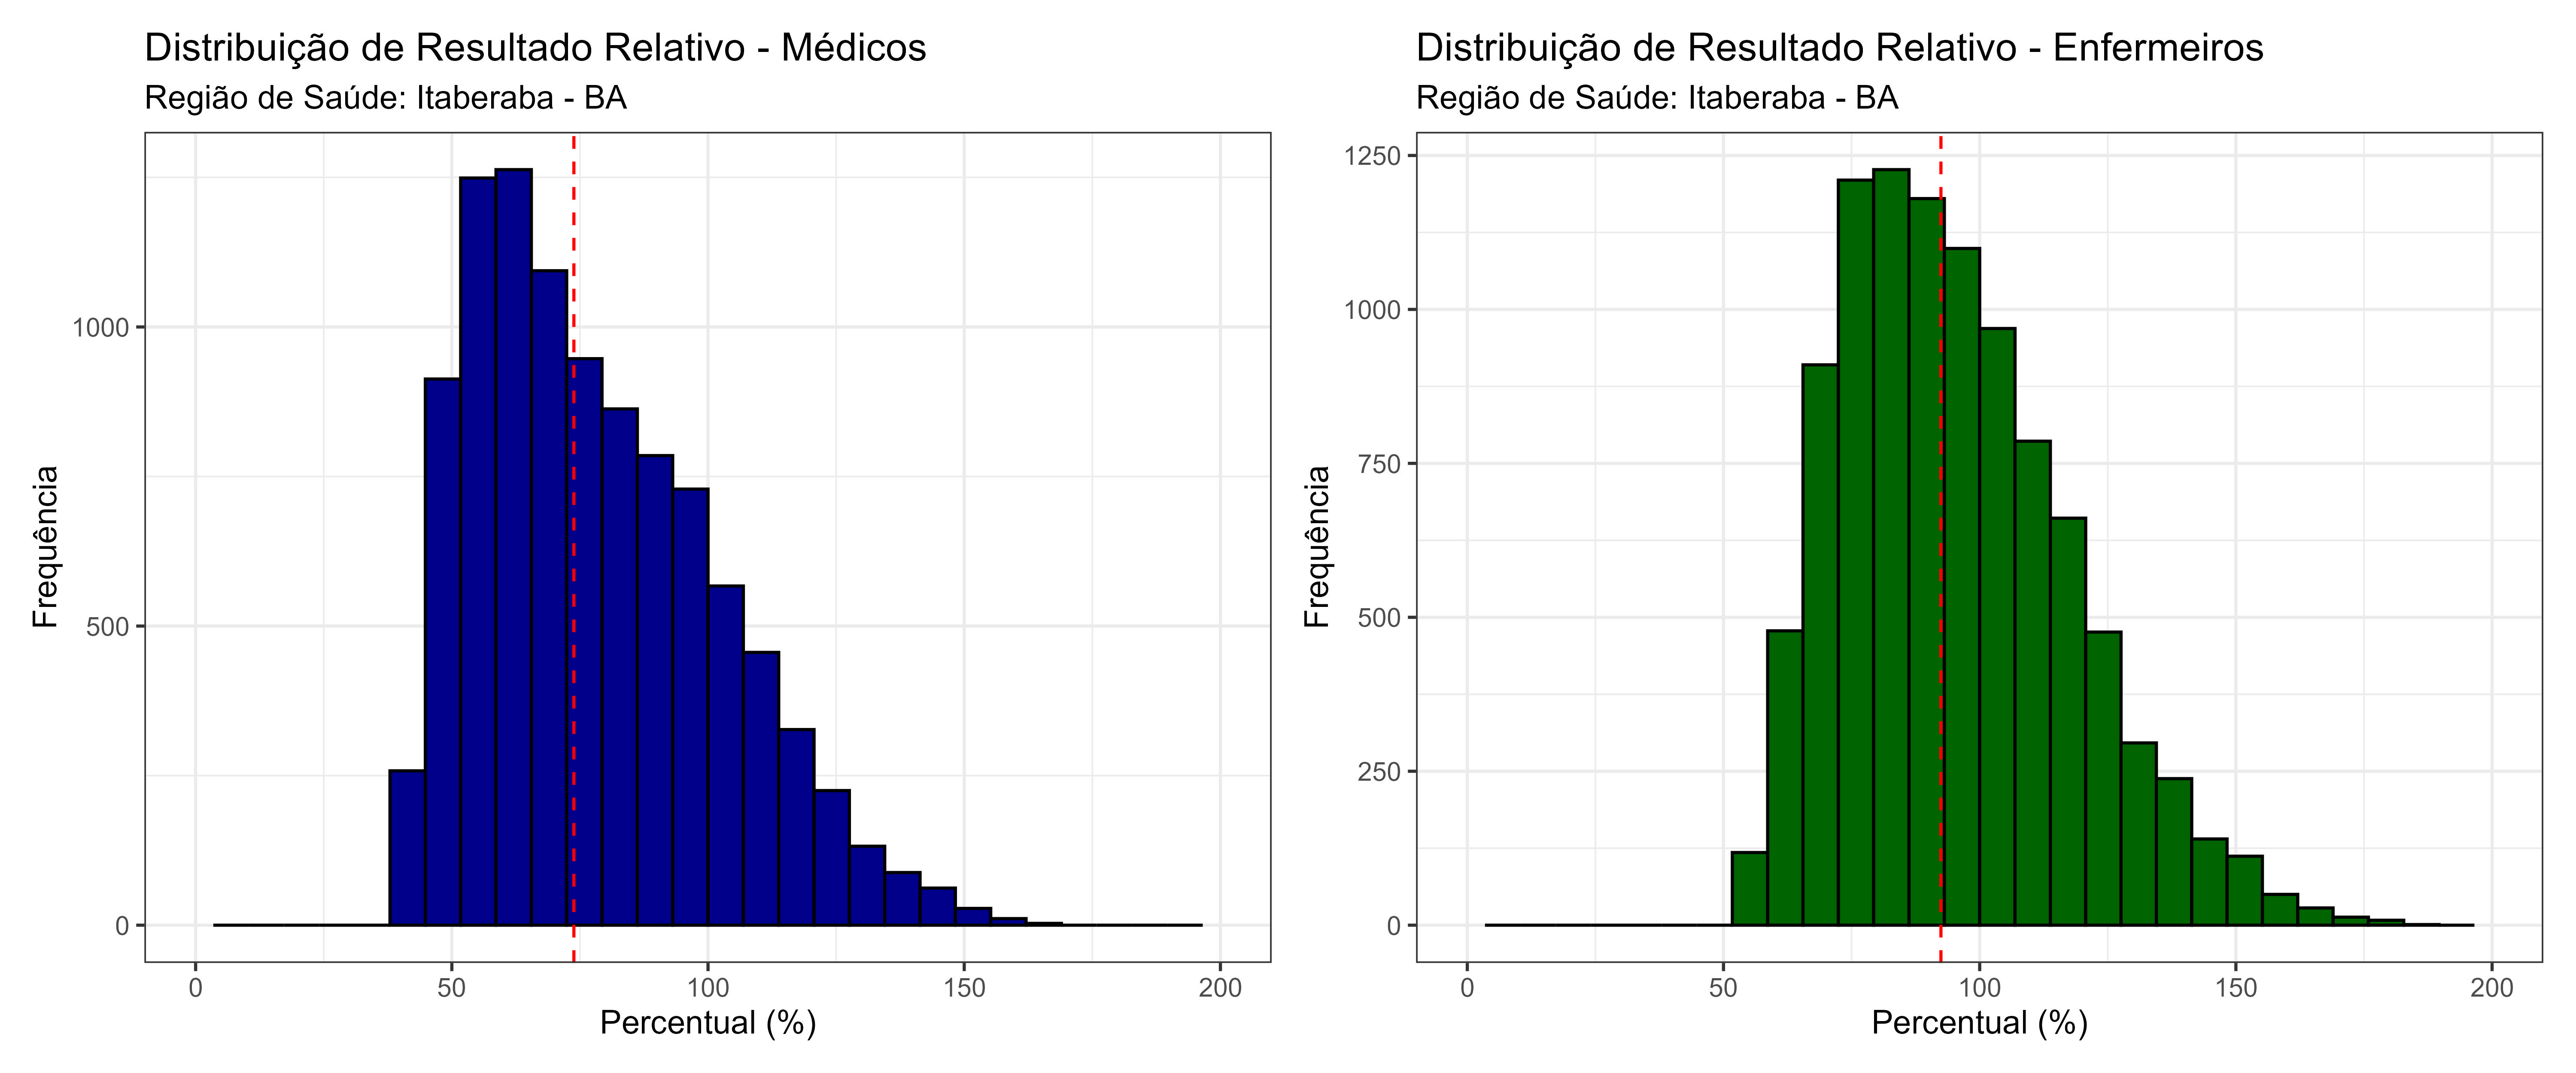 Distribuição de Resultado Relativo - Médicos
Região de Saúde: Itaberaba - BA
Frequência
1000
500
0
0 50 100 150 200
Percentual (%)
Distribuição de Resultado Relativo - Enfermeiros
Região de Saúde: Itaberaba - BA
Frequência
1250
1000
750
500
250
0
0 50 100 150 200
Percentual (%)